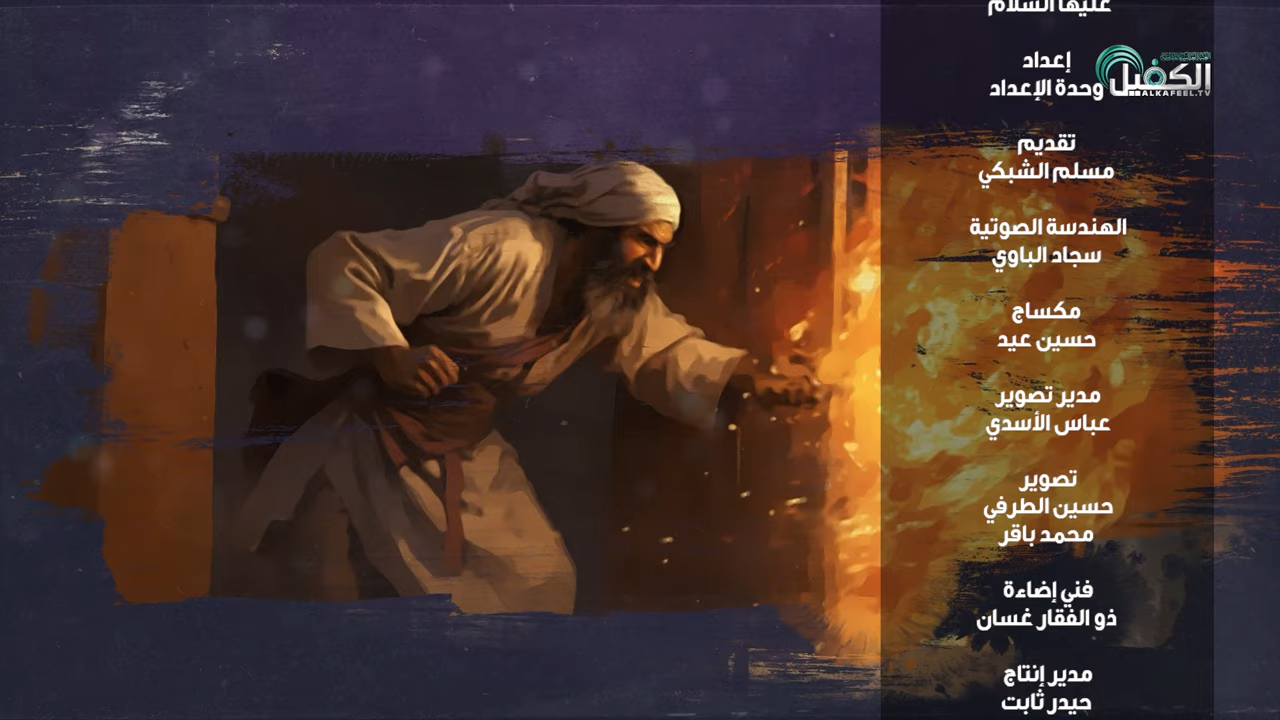 عليها السلام
إعداد
وحدة الإعداد
الكفيل
ALKAFEEL.TV
تقديم
مسلم الشبكي
الهندسة الصوتية
سجاد الباوي
مكساج
حسين عيد
مدير تصوير
عباس الأسدي
تصوير
حسين الطرفي
محمد باقر
فني إضاءة
ذو الفقار غسان
مدير إنتاج
حيدر ثابت